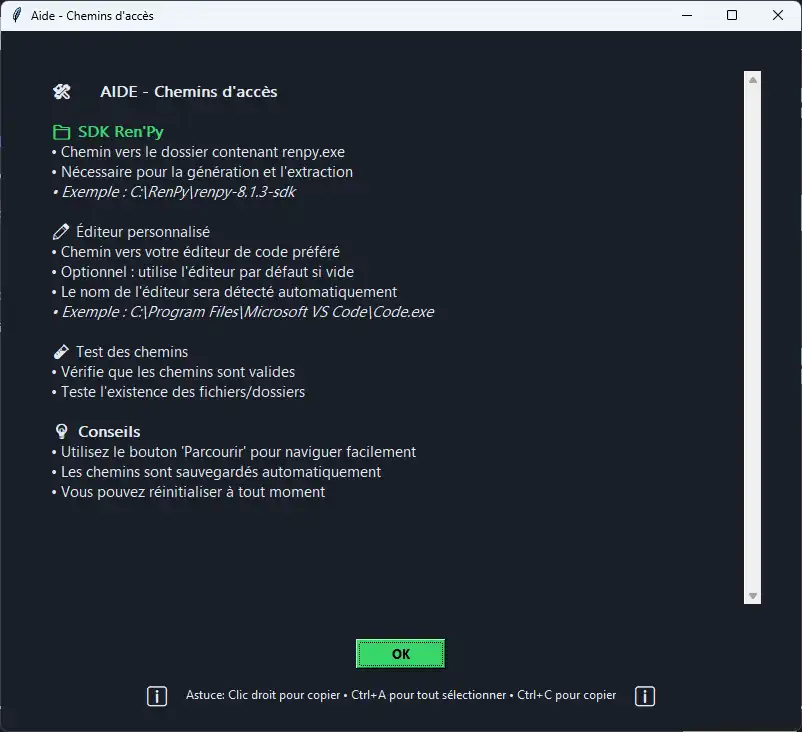 Aide - Chemins d'accès
AIDE - Chemins d'accès
SDK Ren'Py
• Chemin vers le dossier contenant renpy.exe
• Nécessaire pour la génération et l'extraction
• Exemple : C:\RenPy\renpy-8.1.3-sdk
Éditeur personnalisé
• Chemin vers votre éditeur de code préféré
• Optionnel : utilise l'éditeur par défaut si vide
• Le nom de l'éditeur sera détecté automatiquement
• Exemple : C:\Program Files\Microsoft VS Code\Code.exe
Test des chemins
• Vérifie que les chemins sont valides
• Teste l'existence des fichiers/dossiers
Conseils
• Utilisez le bouton 'Parcourir' pour naviguer facilement
• Les chemins sont sauvegardés automatiquement
• Vous pouvez réinitialiser à tout moment
OK
Astuce: Clic droit pour copier • Ctrl+A pour tout sélectionner • Ctrl+C pour copier